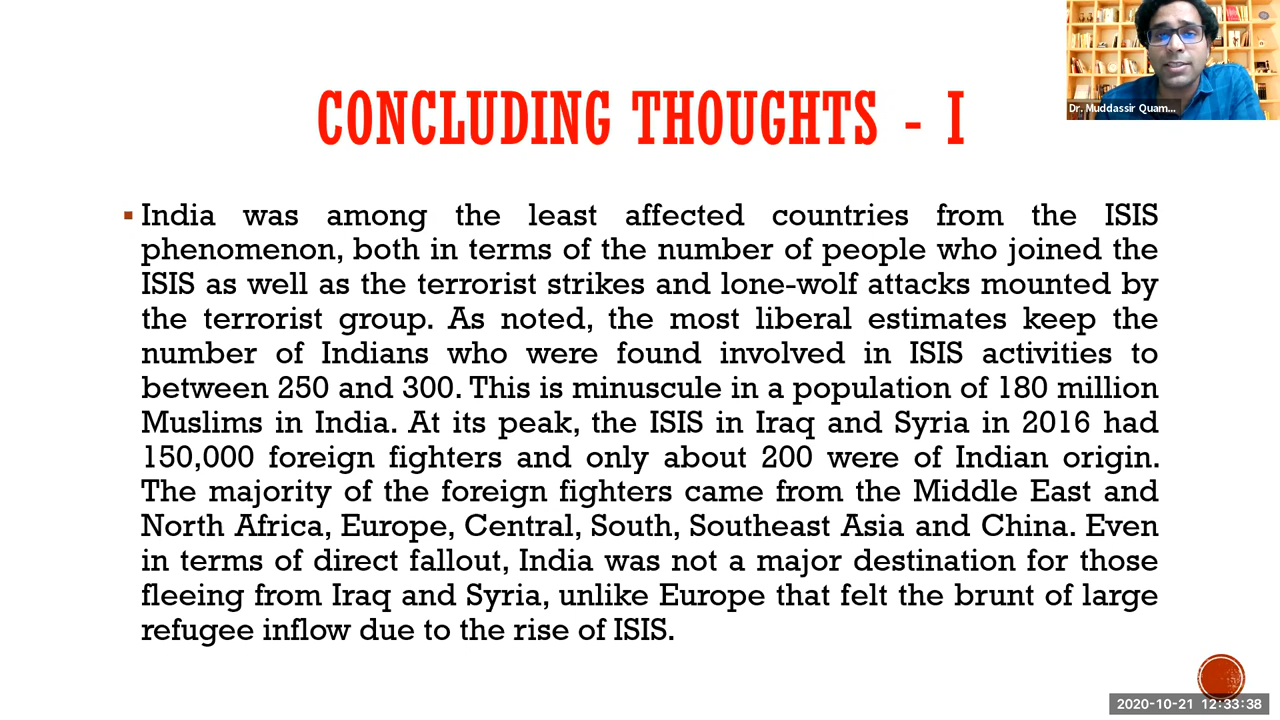 Dr. Muddassir Quam...
CONCLUDING THOUGHTS - I
India was among the least affected countries from the ISIS
phenomenon, both in terms of the number of people who joined the
ISIS as well as the terrorist strikes and lone-wolf attacks mounted by
the terrorist group. As noted, the most liberal estimates keep the
number of Indians who were found involved in ISIS activities to
between 250 and 300. This is minuscule in a population of 180 million
Muslims in India. At its peak, the ISIS in Iraq and Syria in 2016 had
150,000 foreign fighters and only about 200 were of Indian origin.
The majority of the foreign fighters came from the Middle East and
North Africa, Europe, Central, South, Southeast Asia and China. Even
in terms of direct fallout, India was not a major destination for those
fleeing from Iraq and Syria, unlike Europe that felt the brunt of large
refugee inflow due to the rise of ISIS.
2020-10-21 12:33:38